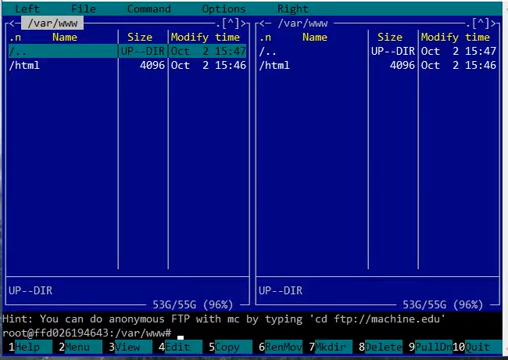 Left File Command Options Right
<─ /var/www ─.[^]> <─ /var/www ─.[^]>
.n Name Size Modify time .n Name Size Modify time
/.. UP--DIR Oct 2 15:47 /.. UP--DIR Oct 2 15:47
/html 4096 Oct 2 15:46 /html 4096 Oct 2 15:46
UP--DIR UP--DIR
53G/55G (96%) 53G/55G (96%)
Hint: You can do anonymous FTP with mc by typing 'cd ftp://machine.edu'
root@ffd026194643:/var/www#
1Help 2Menu 3View 4Edit 5Copy 6RenMov 7Mkdir 8Delete 9PullDn 10Quit